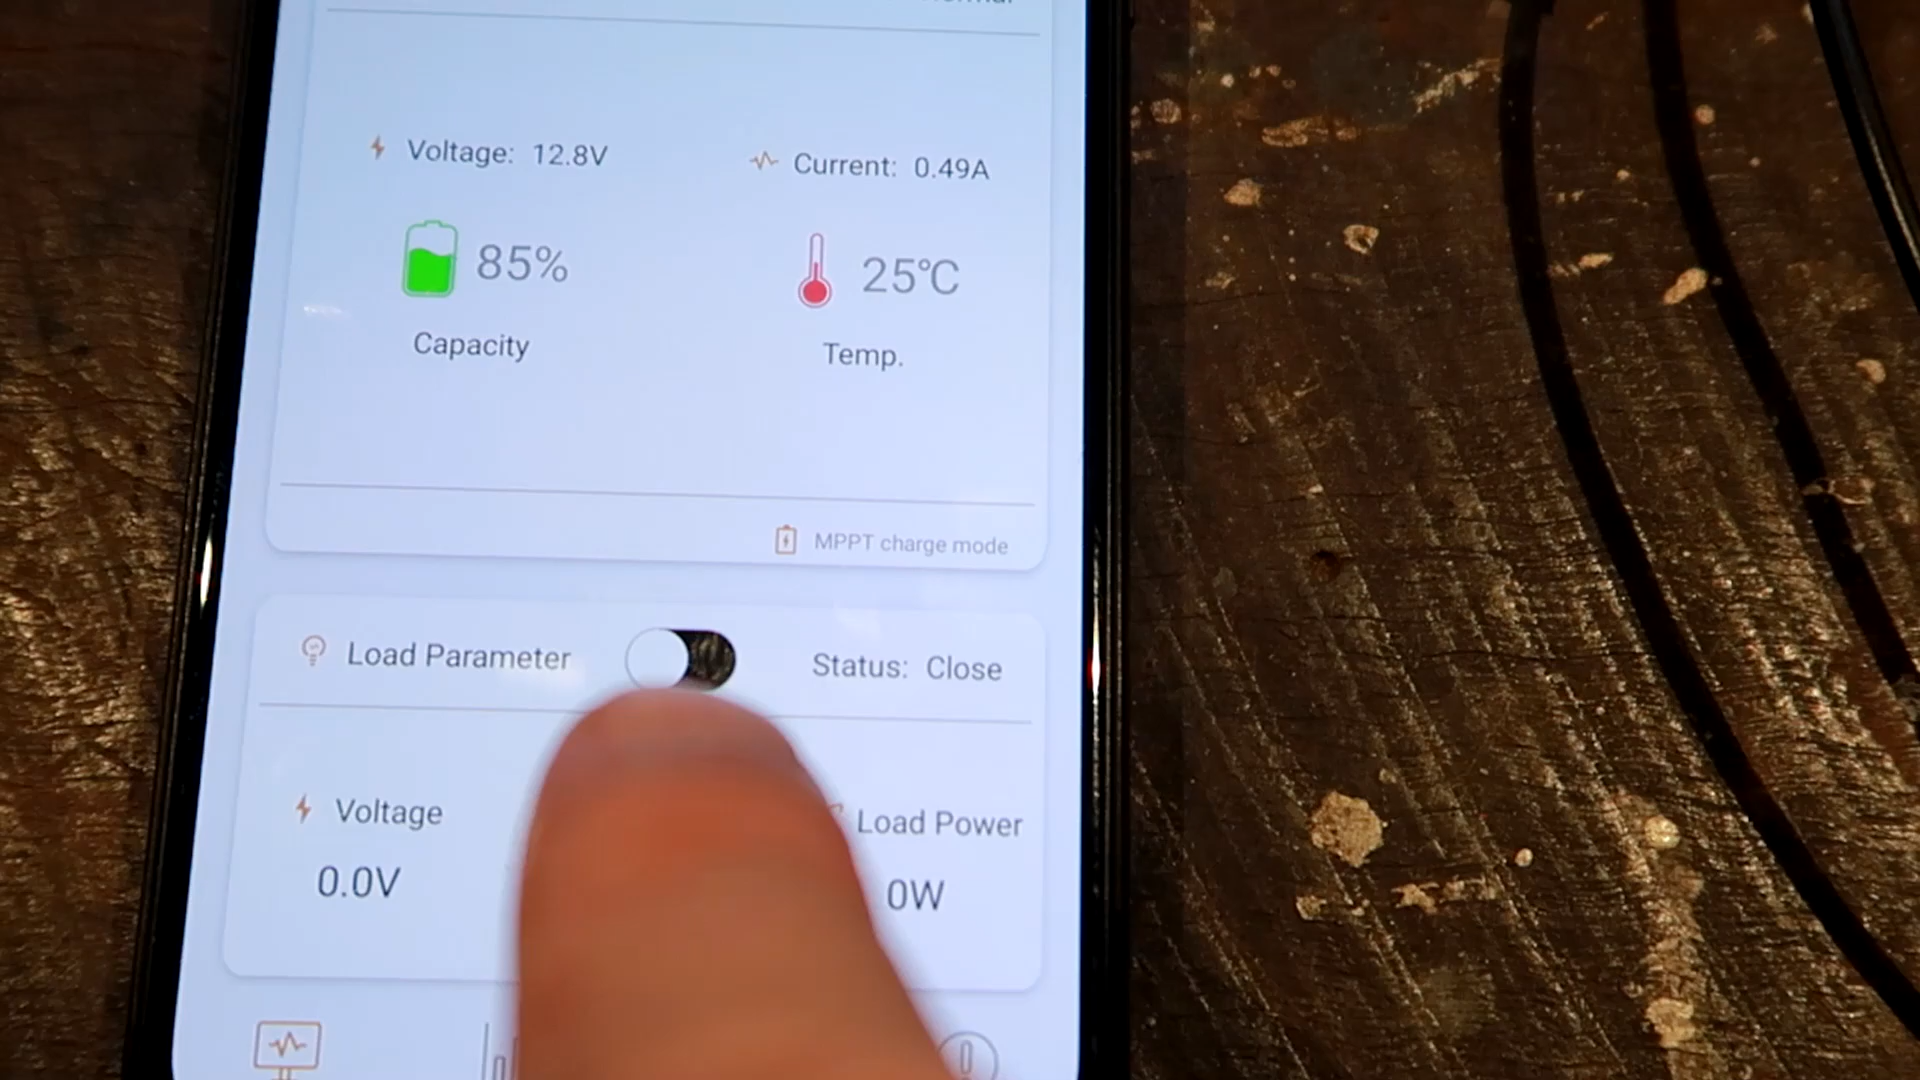 Voltage: 12.8V
Current: 0.49A
85%
25℃
Capacity
Temp.
MPPT charge mode
Load Parameter
Status: Close
Voltage
Load Power
0.0V
0W